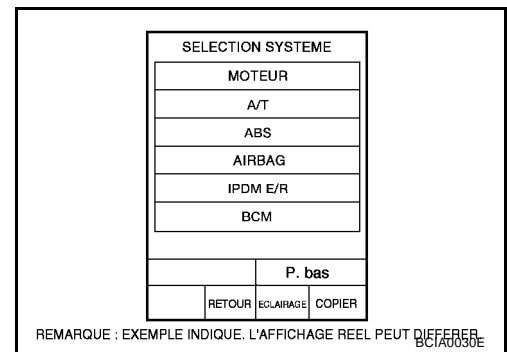 SELECTION SYSTEME
MOTEUR
A/T
ABS
AIRBAG
IPDM E/R
BCM
P. bas
RETOUR ECLAIRAGE COPIER
REMARQUE : EXEMPLE INDIQUE. L'AFFICHAGE REEL PEUT DIFFERER.
BCIA0030E